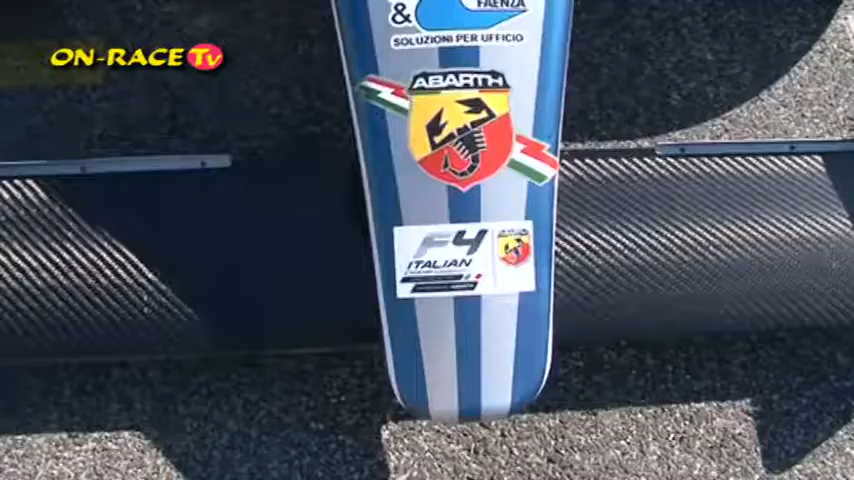 ON-RACE Tv
&
FAENZA
SOLUZIONI PER UFFICIO
ABARTH
F4
ITALIAN